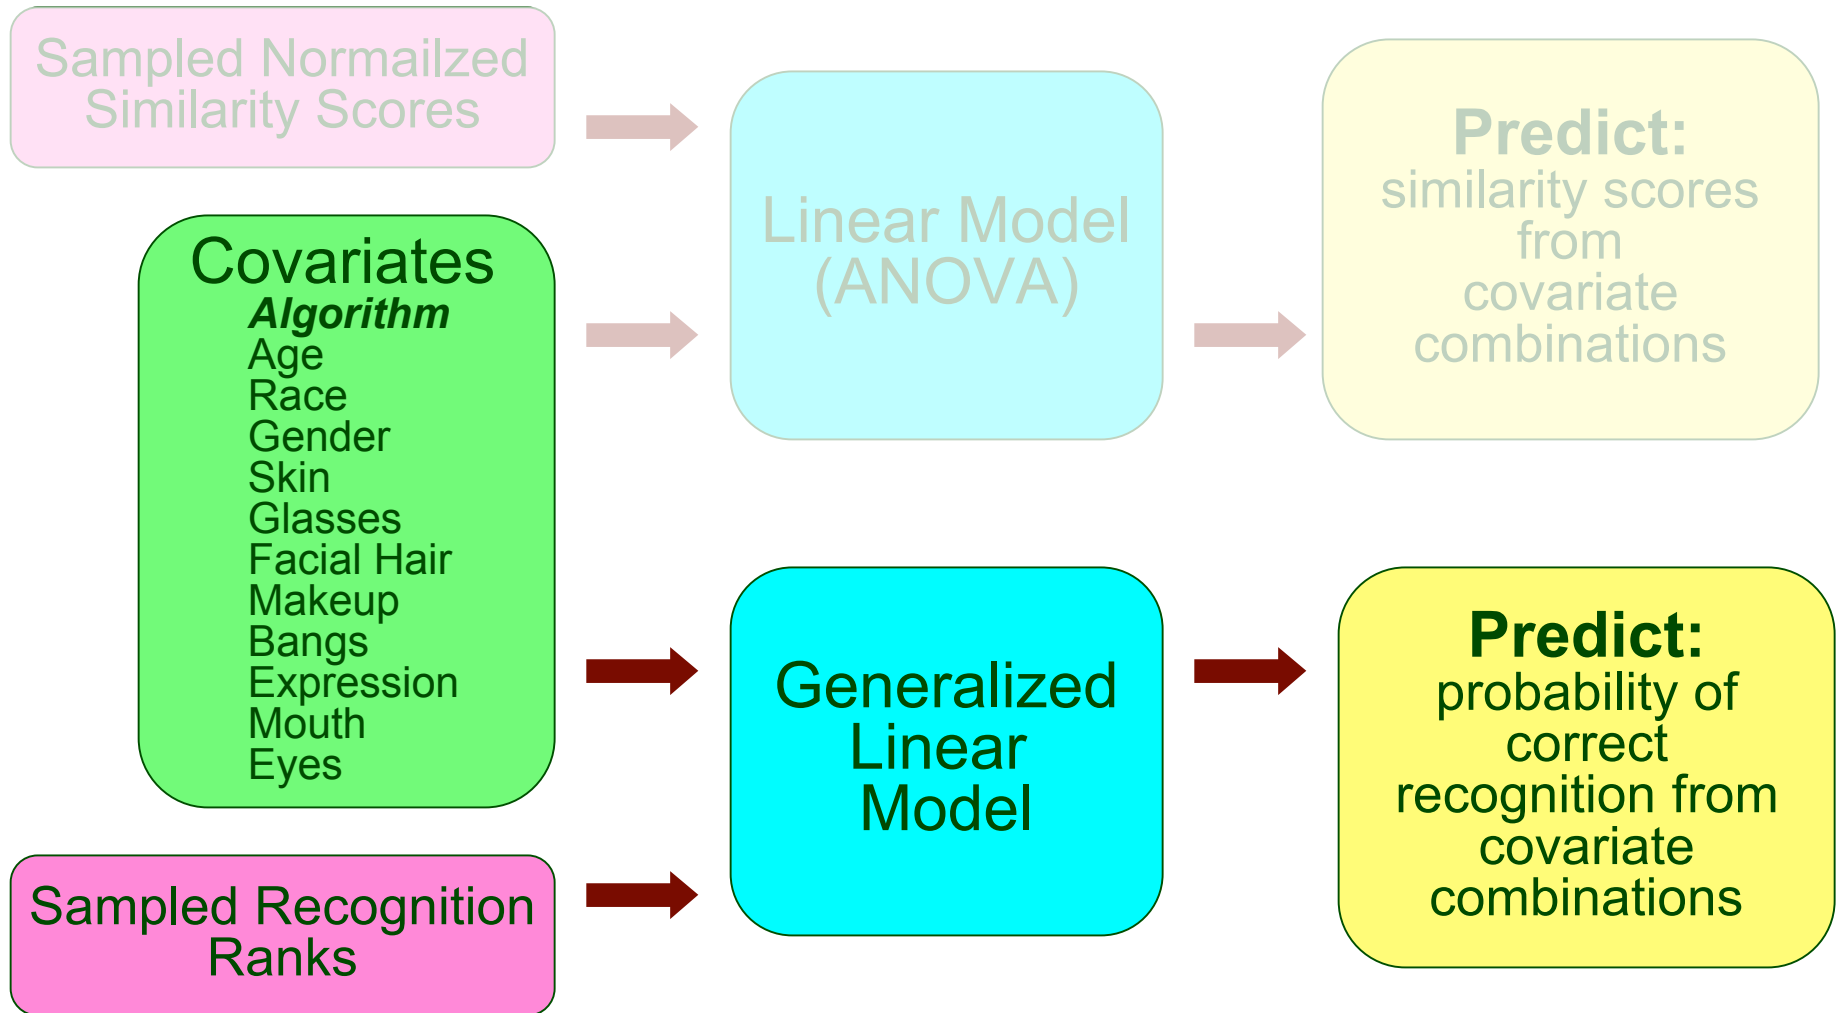 Sampled Normailzed
Similarity Scores
Covariates
Algorithm
Age
Race
Gender
Skin
Glasses
Facial Hair
Makeup
Bangs
Expression
Mouth
Eyes
Sampled Recognition
Ranks
Linear Model
(ANOVA)
Generalized
Linear
Model
Predict:
similarity scores
from
covariate
combinations
Predict:
probability of
correct
recognition from
covariate
combinations